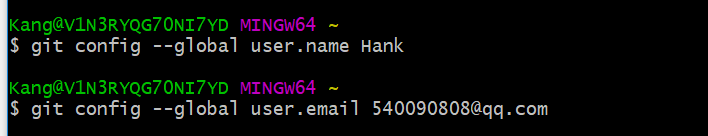 Kang@V1N3RYQG70NI7YD MINGW64 ~
$ git config --global user.name Hank
Kang@V1N3RYQG70NI7YD MINGW64 ~
$ git config --global user.email 540090808@qq.com